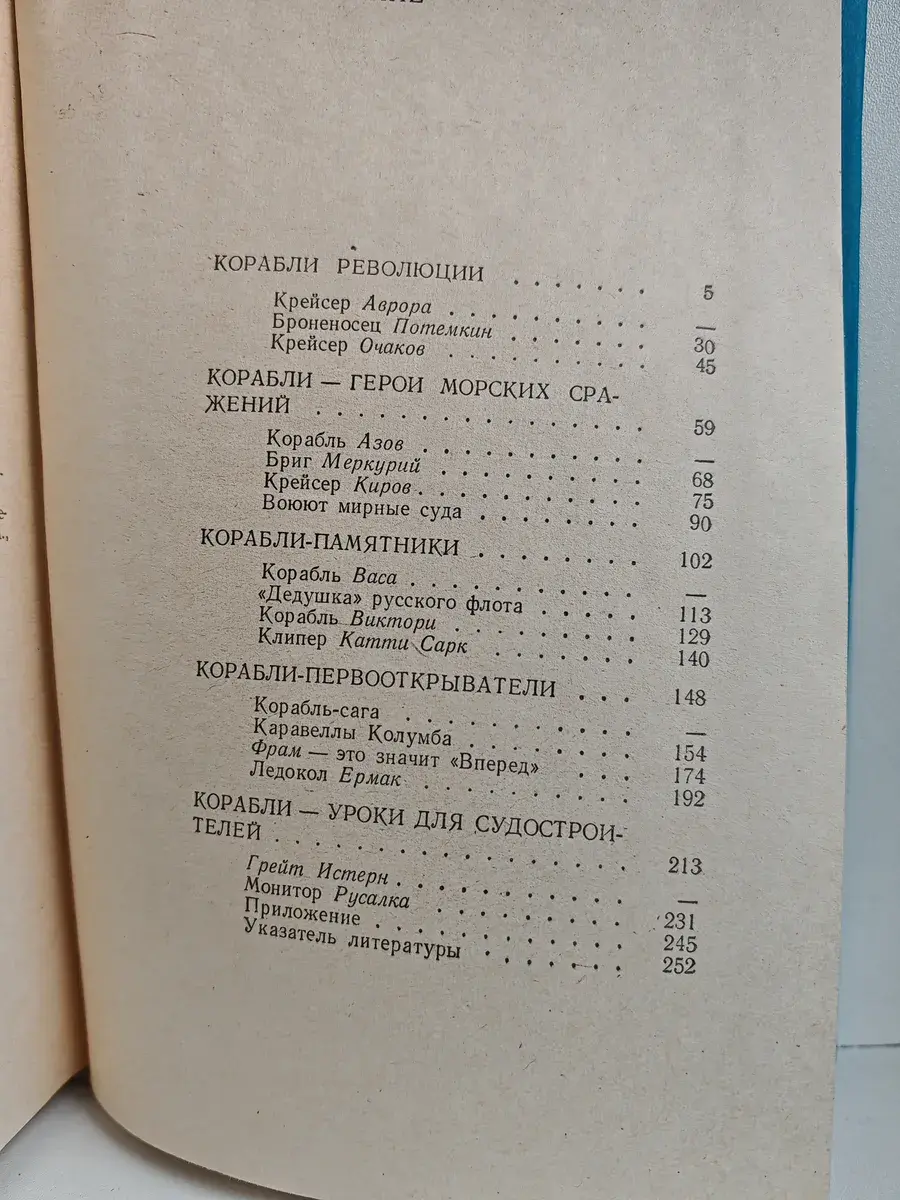 КОРАБЛИ РЕВОЛЮЦИИ . . . . . . . 5
Крейсер Аврора . . . . . . . . . —
Броненосец Потемкин . . . . . . . 30
Крейсер Очаков . . . . . . . . . 45
КОРАБЛИ — ГЕРОИ МОРСКИХ СРА-
ЖЕНИЙ . . . . . . . . . . . . 59
Корабль Азов . . . . . . . . . —
Бриг Меркурий . . . . . . . . . 68
Крейсер Киров . . . . . . . . . 75
Воюют мирные суда . . . . . . . 90
КОРАБЛИ-ПАМЯТНИКИ . . . . . . . 102
Корабль Васа . . . . . . . . . —
«Дедушка» русского флота . . . . . 113
Корабль Виктори . . . . . . . . 129
Клипер Катти Сарк . . . . . . . 140
КОРАБЛИ-ПЕРВООТКРЫВАТЕЛИ . . . 148
Корабль-сага . . . . . . . . . —
Каравеллы Колумба . . . . . . . 154
Фрам — это значит «Вперед» . . . 174
Ледокол Ермак . . . . . . . . . 192
КОРАБЛИ — УРОКИ ДЛЯ СУДОСТРОИ-
ТЕЛЕЙ . . . . . . . . . . . . . 213
Грейт Истерн . . . . . . . . . —
Монитор Русалка . . . . . . . . 231
Приложение . . . . . . . . . . 245
Указатель литературы . . . . . . 252